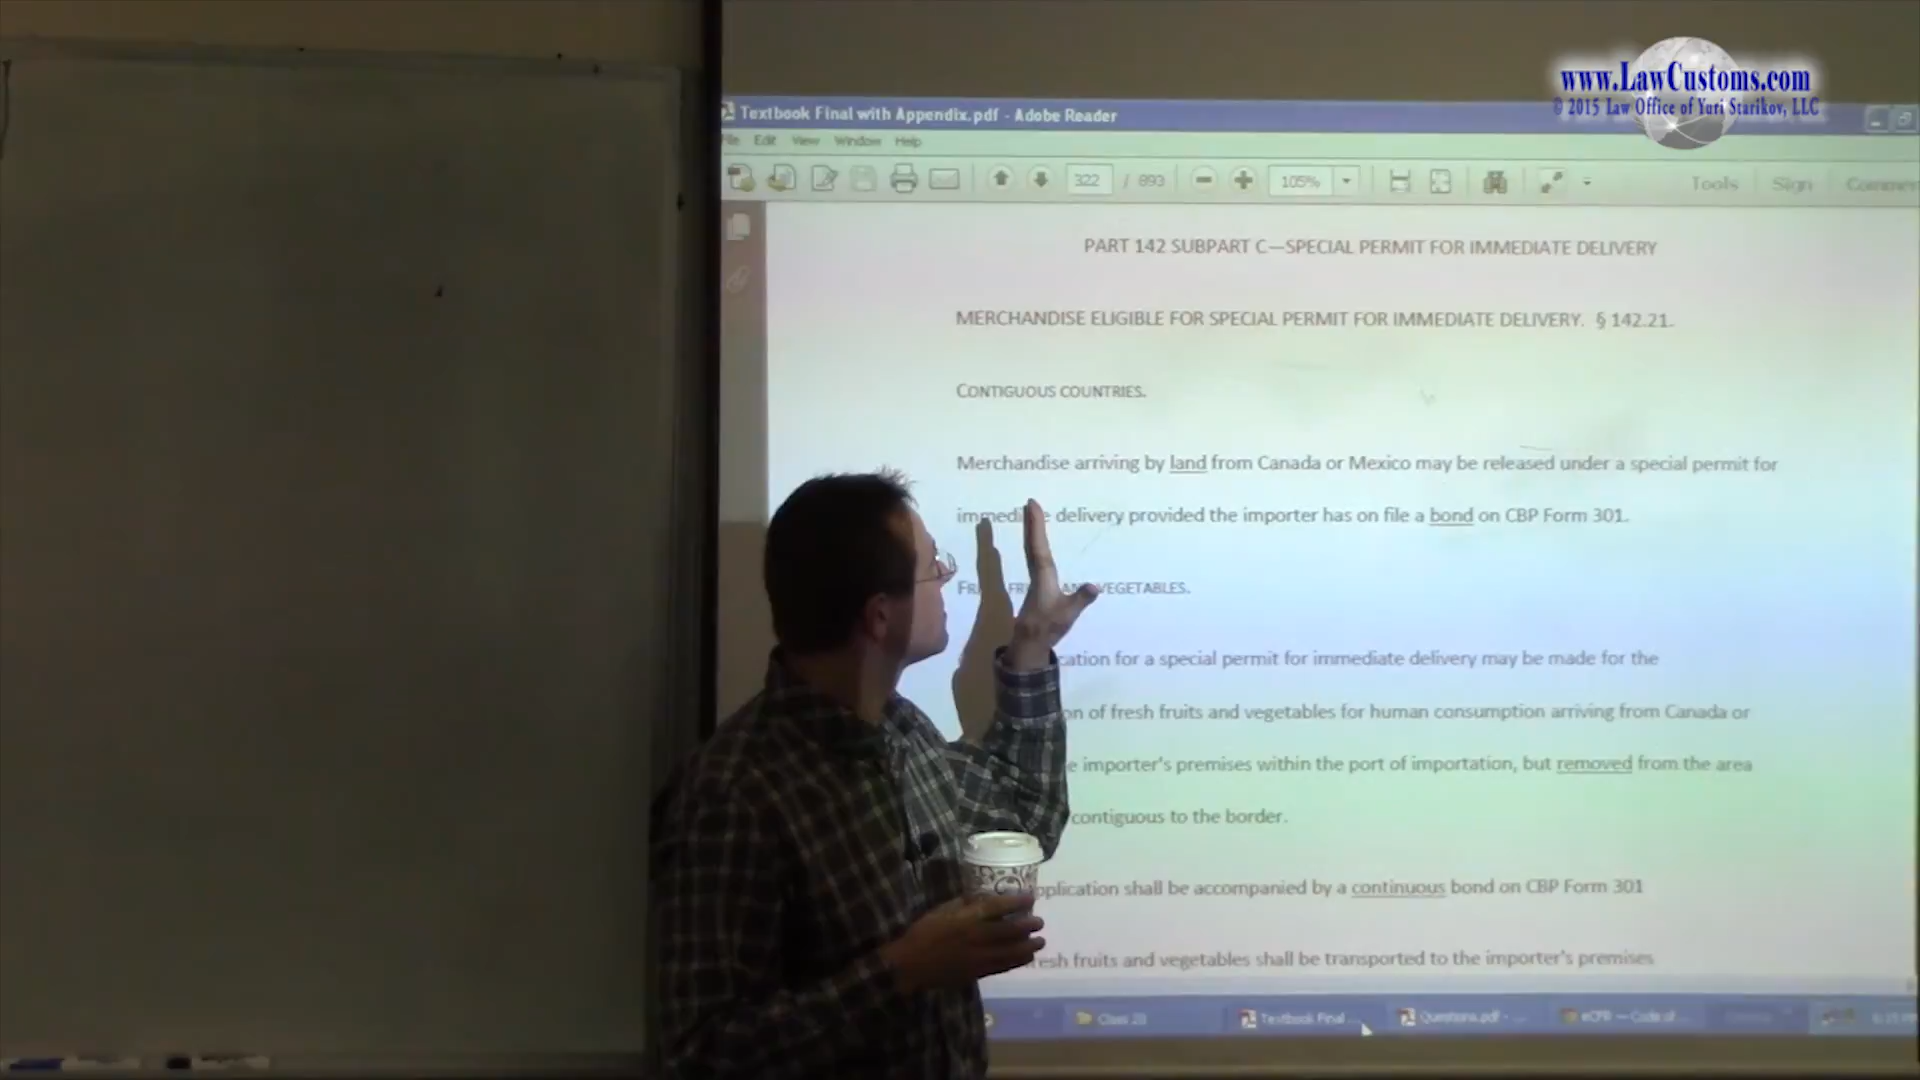 www.LawCustoms.com
© 2015 Law Office of Yuri Starikov, LLC
Textbook Final with Appendix.pdf - Adobe Reader
Edit View Window Help
322 / 893 105% Tools Sign
PART 142 SUBPART C—SPECIAL PERMIT FOR IMMEDIATE DELIVERY
MERCHANDISE ELIGIBLE FOR SPECIAL PERMIT FOR IMMEDIATE DELIVERY. § 142.21.
CONTIGUOUS COUNTRIES.
Merchandise arriving by land from Canada or Mexico may be released under a special permit for
delivery provided the importer has on file a bond on CBP Form 301.
VEGETABLES.
for a special permit for immediate delivery may be made for the
of fresh fruits and vegetables for human consumption arriving from Canada or
importer's premises within the port of importation, but removed from the area
contiguous to the border.
shall be accompanied by a continuous bond on CBP Form 301
fruits and vegetables shall be transported to the importer's premises
Textbook Final ... Questions.pdf - ...